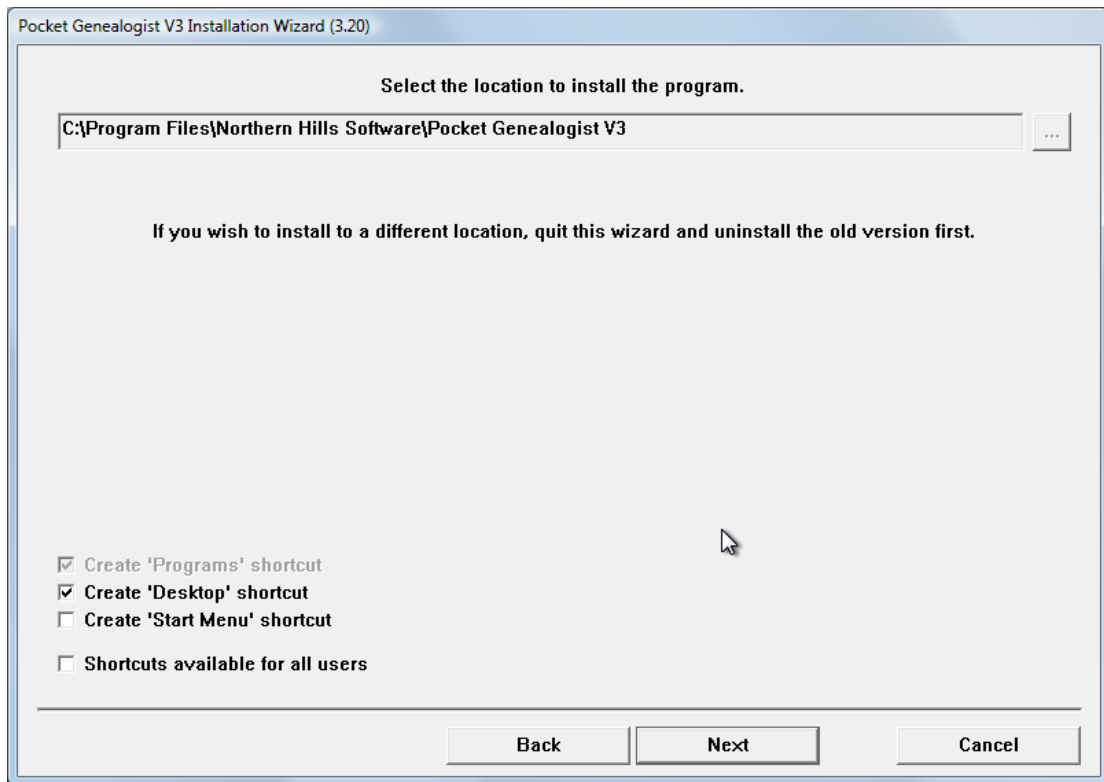 Pocket Genealogist V3 Installation Wizard (3.20)
Select the location to install the program.
C:\Program Files\Northern Hills Software\Pocket Genealogist V3
...
If you wish to install to a different location, quit this wizard and uninstall the old version first.
Create 'Programs' shortcut
Create 'Desktop' shortcut
Create 'Start Menu' shortcut
Shortcuts available for all users
Back Next Cancel